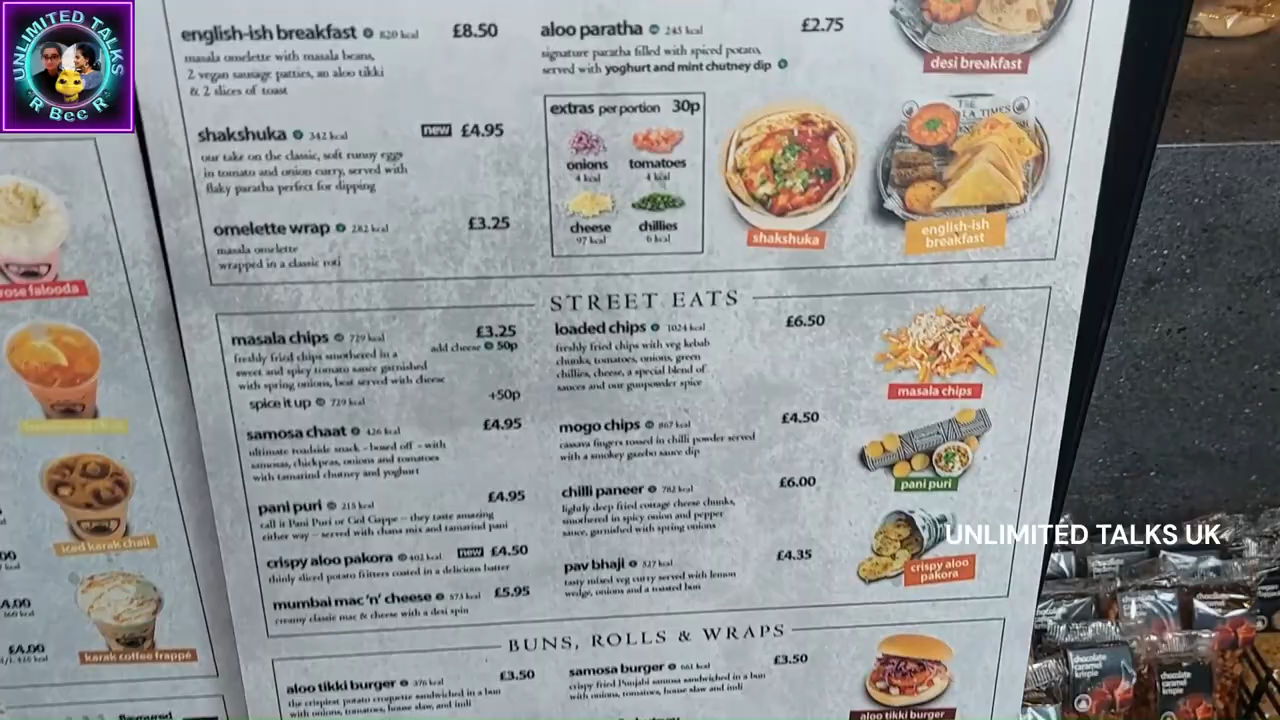 UNLIMITED TALKS
R Bee R
english-ish breakfast 820 kcal £8.50
masala omelette with masala beans,
2 vegan sausage patties, an aloo tikki
& 2 slices of toast
shakshuka 342 kcal new £4.95
our take on the classic, soft runny eggs
in tomato and onion curry, served with
flaky paratha perfect for dipping
omelette wrap 282 kcal £3.25
masala omelette
wrapped in a classic roti
aloo paratha 245 kcal £2.75
signature paratha filled with spiced potato,
served with yoghurt and mint chutney dip
extras per portion 30p
onions
4 kcal
tomatoes
4 kcal
cheese
97 kcal
chillies
6 kcal
desi breakfast
shakshuka
english-ish
breakfast
STREET EATS
masala chips 729 kcal £3.25
add cheese 50p
freshly fried chips smothered in a
sweet and spicy tomato sauce garnished
with spring onions, best served with cheese
spice it up 729 kcal +50p
samosa chaat 426 kcal £4.95
ultimate roadside snack - bossed off - with
samosas, chickpeas, onions and tomatoes
with tamarind chutney and yoghurt
pani puri 215 kcal £4.95
call it Pani Puri or Gol Gappe – they taste amazing
either way – served with chana mix and tamarind pani
crispy aloo pakora 402 kcal new £4.50
thinly sliced potato fritters coated in a delicious batter
mumbai mac 'n' cheese 573 kcal £5.95
creamy classic mac & cheese with a desi spin
loaded chips 1024 kcal £6.50
freshly fried chips with veg kebab
chunks, tomatoes, onions, green
chillies, cheese, a special blend of
sauces and our gunpowder spice
mogo chips 867 kcal £4.50
cassava fingers tossed in chilli powder served
with a smokey gazebo sauce dip
chilli paneer 782 kcal £6.00
lightly deep fried cottage cheese chunks,
smothered in spicy onion and pepper
sauce, garnished with spring onions
pav bhaji 327 kcal £4.35
tasty mixed veg curry served with lemon
wedge, onions and a toasted bun
masala chips
pani puri
crispy aloo
pakora
BUNS, ROLLS & WRAPS
aloo tikki burger 376 kcal £3.50
the crispiest potato croquette sandwiched in a bun
with onions, tomatoes, house slaw, and imli
samosa burger 661 kcal £3.50
crispy fried Punjabi samosa sandwiched in a bun
with onions, tomatoes, house slaw and imli
aloo tikki burger
rose falooda
iced karak chaii
karak coffee frappé
UNLIMITED TALKS UK
chocolate
caramel
krispie
chocolate
caramel
krispie